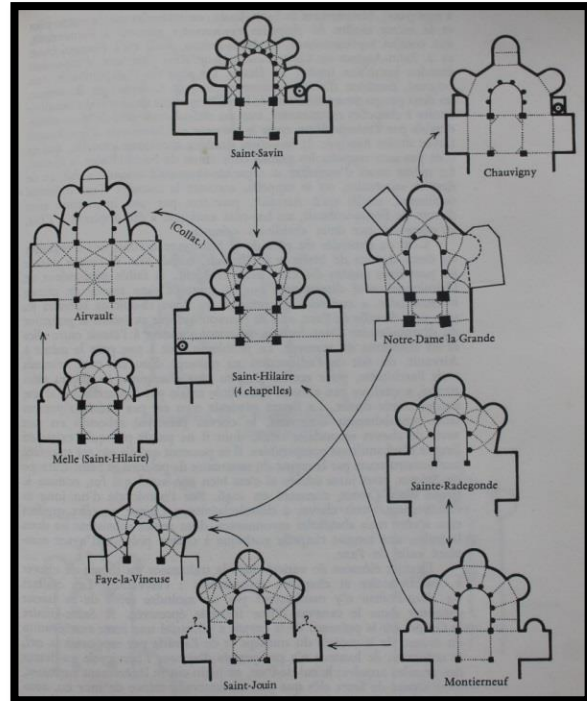 Saint-Savin
Chauvigny
(Collat.)
Airvault
Notre-Dame la Grande
Saint-Hilaire
(4 chapelles)
Melle (Saint-Hilaire)
Sainte-Radegonde
Faye-la-Vineuse
?
?
Saint-Jouin
Montierneuf